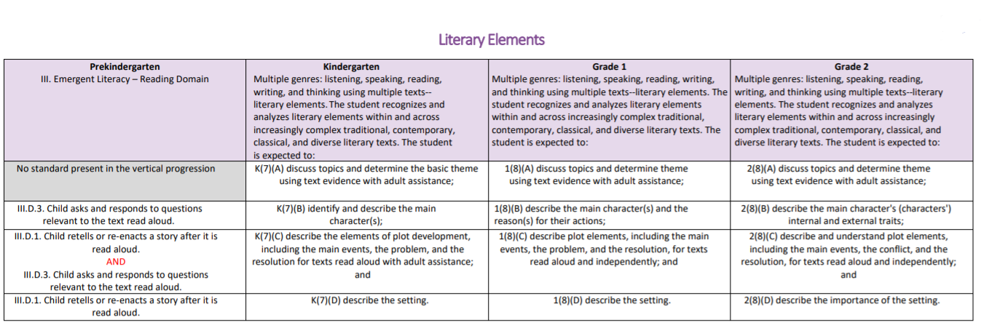 Literary Elements
Prekindergarten
III. Emergent Literacy – Reading Domain
Kindergarten
Multiple genres: listening, speaking, reading,
writing, and thinking using multiple texts--
literary elements. The student recognizes and
analyzes literary elements within and across
increasingly complex traditional, contemporary,
classical, and diverse literary texts. The student
is expected to:
Grade 1
Multiple genres: listening, speaking, reading, writing,
and thinking using multiple texts--literary elements. The
student recognizes and analyzes literary elements
within and across increasingly complex traditional,
contemporary, classical, and diverse literary texts. The
student is expected to:
Grade 2
Multiple genres: listening, speaking, reading,
writing, and thinking using multiple texts--literary
elements. The student recognizes and analyzes
literary elements within and across increasingly
complex traditional, contemporary, classical, and
diverse literary texts. The student is expected to:
No standard present in the vertical progression
K(7)(A) discuss topics and determine the basic theme
using text evidence with adult assistance;
1(8)(A) discuss topics and determine theme
using text evidence with adult assistance;
2(8)(A) discuss topics and determine theme
using text evidence with adult assistance;
III.D.3. Child asks and responds to questions
relevant to the text read aloud.
K(7)(B) identify and describe the main
character(s);
1(8)(B) describe the main character(s) and the
reason(s) for their actions;
2(8)(B) describe the main character's (characters')
internal and external traits;
III.D.1. Child retells or re-enacts a story after it is
read aloud.
AND
III.D.3. Child asks and responds to questions
relevant to the text read aloud.
K(7)(C) describe the elements of plot development,
including the main events, the problem, and the
resolution for texts read aloud with adult assistance;
and
1(8)(C) describe plot elements, including the main
events, the problem, and the resolution, for texts
read aloud and independently; and
2(8)(C) describe and understand plot elements,
including the main events, the conflict, and the
resolution, for texts read aloud and independently;
and
III.D.1. Child retells or re-enacts a story after it is
read aloud.
K(7)(D) describe the setting.
1(8)(D) describe the setting.
2(8)(D) describe the importance of the setting.